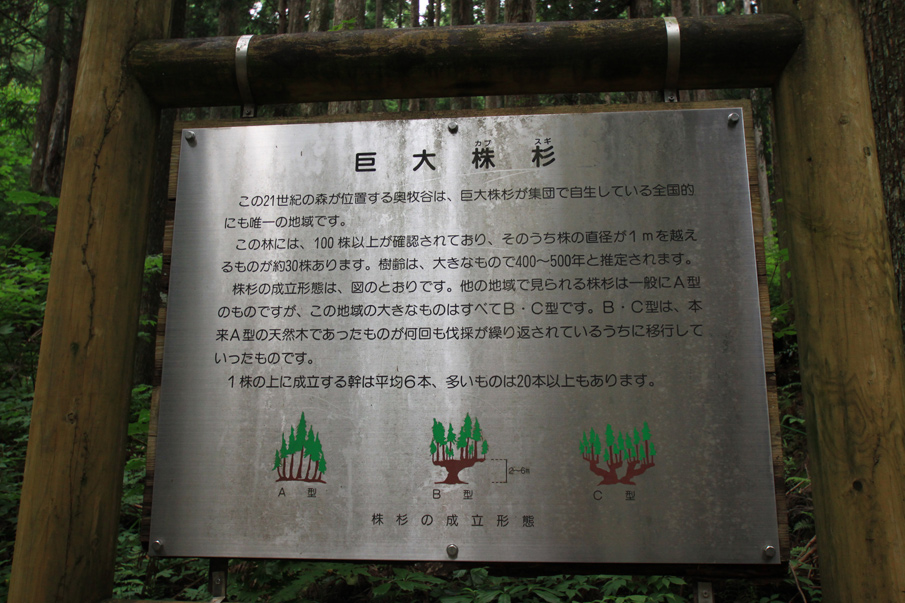 カブ スギ
巨大株杉
この21世紀の森が位置する奥牧谷は、巨大株杉が集団で自生している全国的
にも唯一の地域です。
この林には、100株以上が確認されており、そのうち株の直径が1mを越え
るものが約30株あります。樹齢は、大きなもので400〜500年と推定されます。
株杉の成立形態は、図のとおりです。他の地域で見られる株杉は一般にA型
のものですが、この地域の大きなものはすべてB・C型です。B・C型は、本
来A型の天然木であったものが何回も伐採が繰り返されているうちに移行して
いったものです。
1株の上に成立する幹は平均6本、多いものは20本以上もあります。
2〜6m
A型 B型 C型
株杉の成立形態